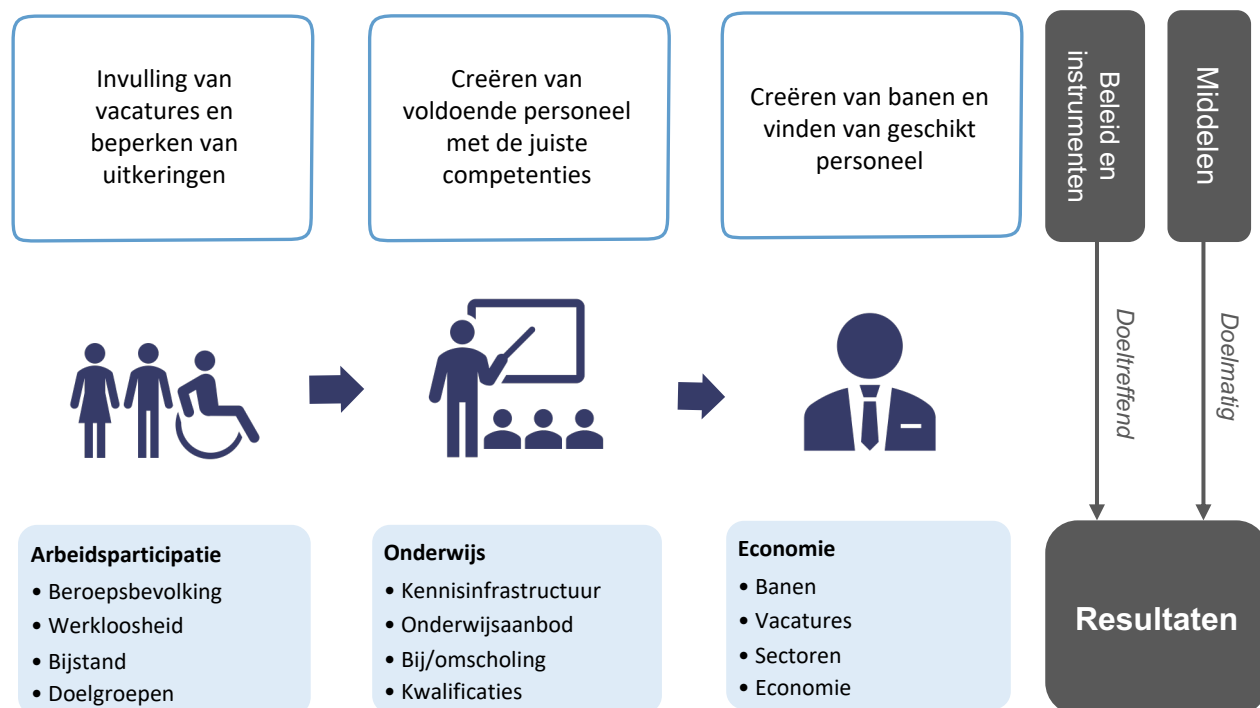 Invulling van
vacatures en
beperken van
uitkeringen
Creëren van
voldoende personeel
met de juiste
competenties
Creëren van banen en
vinden van geschikt
personeel
Beleid en
instrumenten
Middelen
Doeltreffend
Doelmatig
Arbeidsparticipatie
• Beroepsbevolking
• Werkloosheid
• Bijstand
• Doelgroepen
Onderwijs
• Kennisinfrastructuur
• Onderwijsaanbod
• Bij/omscholing
• Kwalificaties
Economie
• Banen
• Vacatures
• Sectoren
• Economie
Resultaten